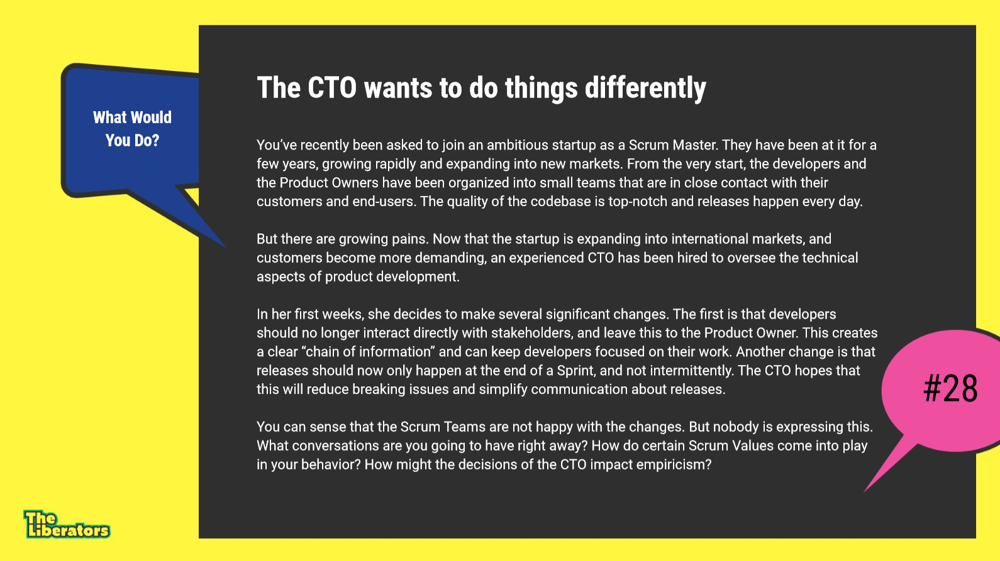 What Would
You Do?
The CTO wants to do things differently
You’ve recently been asked to join an ambitious startup as a Scrum Master. They have been at it for a
few years, growing rapidly and expanding into new markets. From the very start, the developers and
the Product Owners have been organized into small teams that are in close contact with their
customers and end-users. The quality of the codebase is top-notch and releases happen every day.
But there are growing pains. Now that the startup is expanding into international markets, and
customers become more demanding, an experienced CTO has been hired to oversee the technical
aspects of product development.
In her first weeks, she decides to make several significant changes. The first is that developers
should no longer interact directly with stakeholders, and leave this to the Product Owner. This creates
a clear “chain of information” and can keep developers focused on their work. Another change is that
releases should now only happen at the end of a Sprint, and not intermittently. The CTO hopes that
this will reduce breaking issues and simplify communication about releases.
You can sense that the Scrum Teams are not happy with the changes. But nobody is expressing this.
What conversations are you going to have right away? How do certain Scrum Values come into play
in your behavior? How might the decisions of the CTO impact empiricism?
#28
The
Liberators